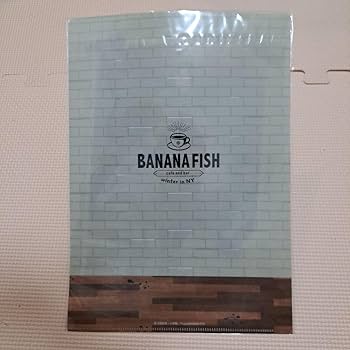 BANANA FISH
cafe and bar
winter in NY